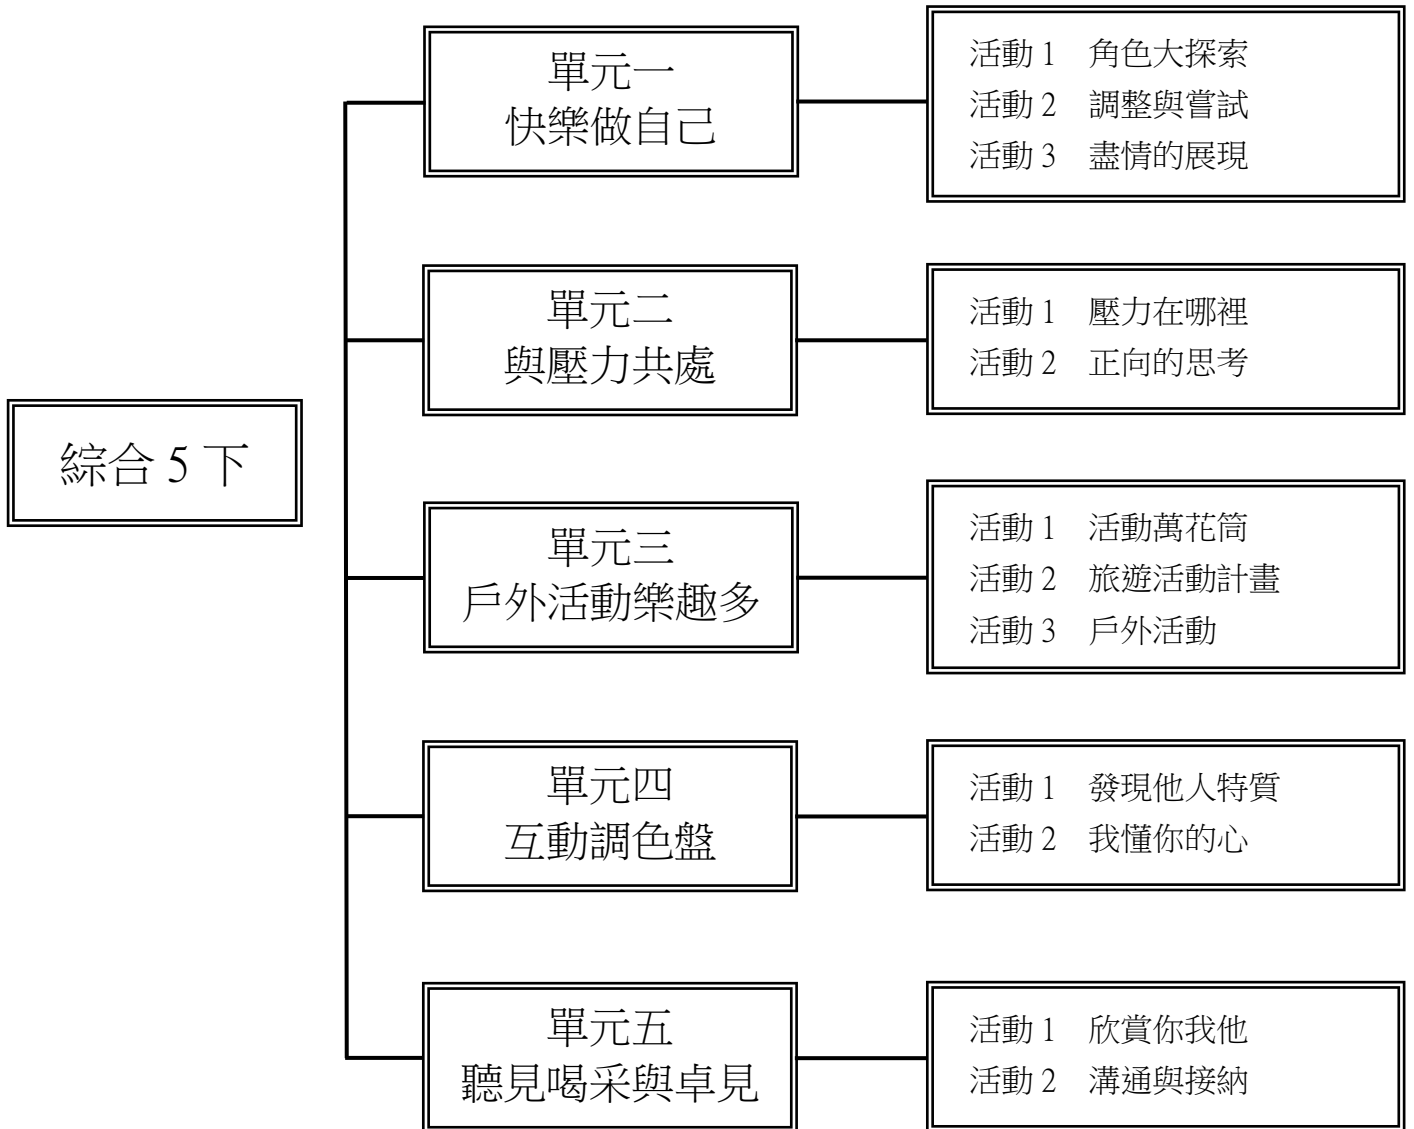 綜合 5 下
單元一
快樂做自己
活動 1 角色大探索
活動 2 調整與嘗試
活動 3 盡情的展現
單元二
與壓力共處
活動 1 壓力在哪裡
活動 2 正向的思考
單元三
戶外活動樂趣多
活動 1 活動萬花筒
活動 2 旅遊活動計畫
活動 3 戶外活動
單元四
互動調色盤
活動 1 發現他人特質
活動 2 我懂你的心
單元五
聽見喝采與卓見
活動 1 欣賞你我他
活動 2 溝通與接納